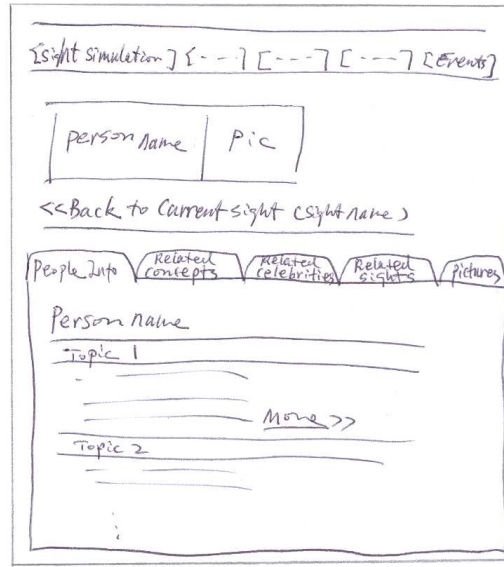 [sight simulation] [---] [---] [---] [Events]
person name pic
<<Back to Current sight (sight name)
People Info Related concepts Related celebrities Related sights Pictures
Person name
Topic 1
More>>
Topic 2